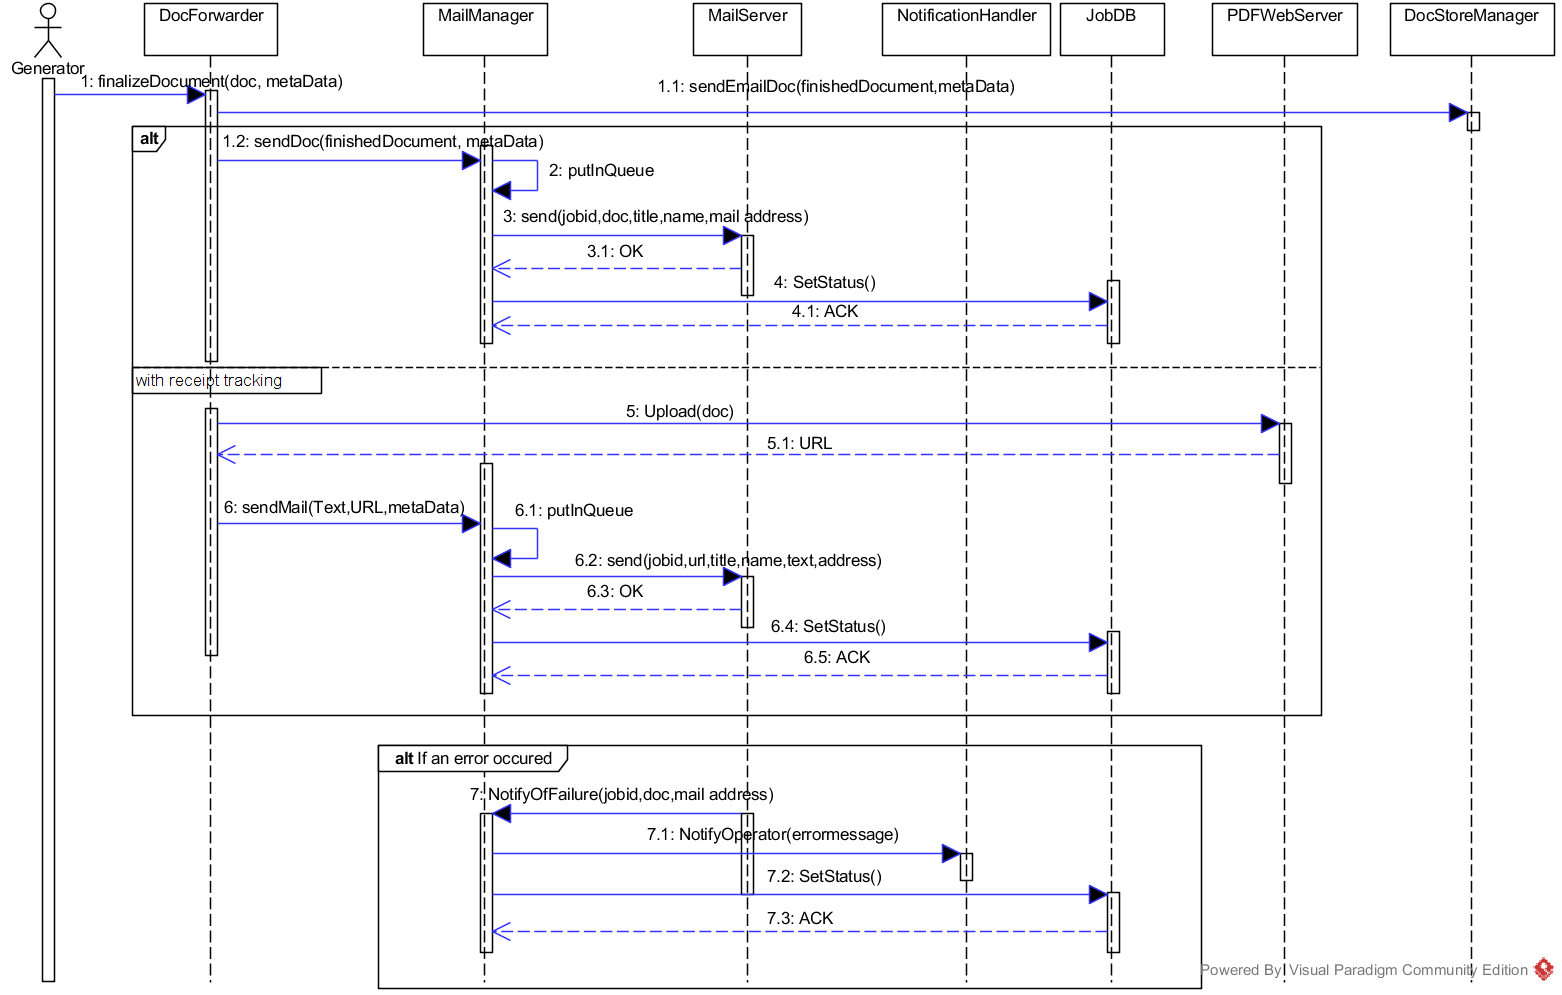 DocForwarder
MailManager
MailServer
NotificationHandler
JobDB
PDFWebServer
DocStoreManager
Generator
1: finalizeDocument(doc, metaData)
1.1: sendEmailDoc(finishedDocument,metaData)
alt
1.2: sendDoc(finishedDocument, metaData)
2: putInQueue
3: send(jobid,doc,title,name,mail address)
3.1: OK
4: SetStatus()
4.1: ACK
with receipt tracking
5: Upload(doc)
5.1: URL
6: sendMail(Text,URL,metaData)
6.1: putInQueue
6.2: send(jobid,url,title,name,text,address)
6.3: OK
6.4: SetStatus()
6.5: ACK
alt If an error occured
7: NotifyOfFailure(jobid,doc,mail address)
7.1: NotifyOperator(errormessage)
7.2: SetStatus()
7.3: ACK
Powered By Visual Paradigm Community Edition